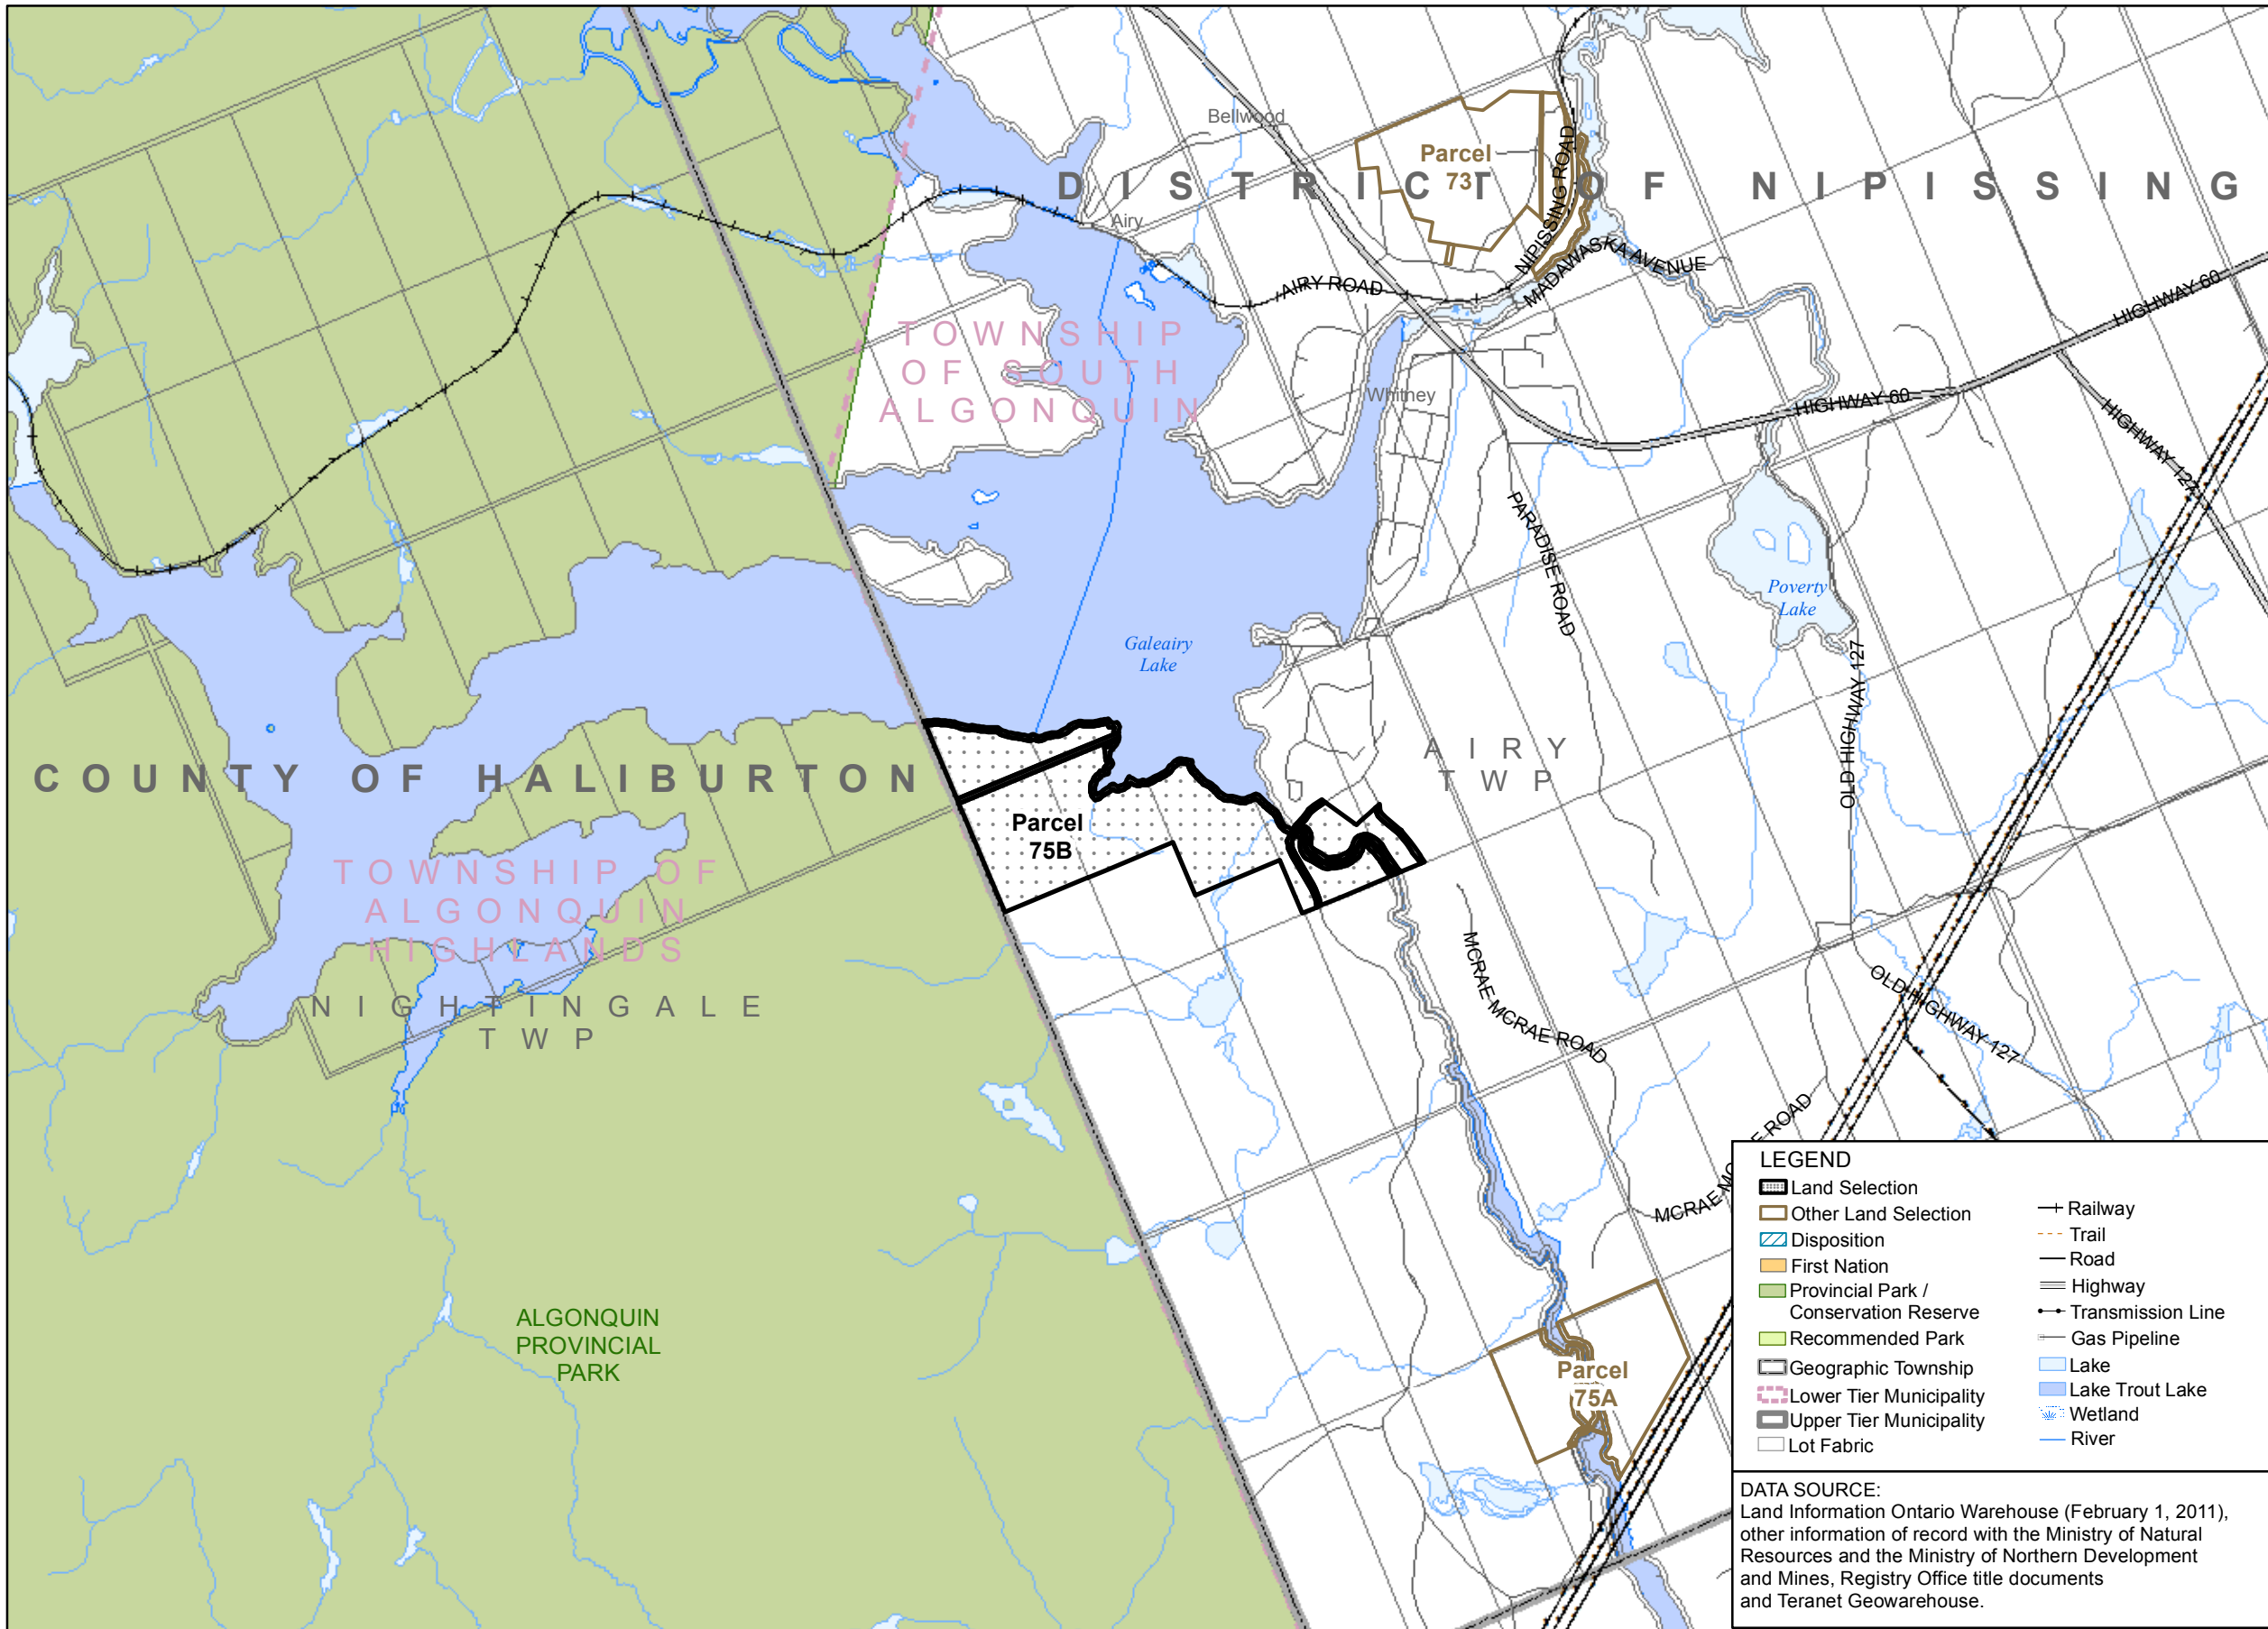 Bellwood
Parcel
73
DISTRICT OF NIPISSING
NIPISSING ROAD
Airy
MADAWASKA AVENUE
AIRY ROAD
HIGHWAY 60
TOWNSHIP
OF SOUTH
ALGONQUIN
Whitney
HIGHWAY 60
HIGHWAY 127
PARADISE ROAD
Poverty
Lake
Galeairy
Lake
OLD HIGHWAY 127
AIRY
TWP
COUNTY OF HALIBURTON
Parcel
75B
TOWNSHIP OF
ALGONQUIN
HIGHLANDS
NIGHTINGALE
TWP
MCRAE MCRAE ROAD
OLD HIGHWAY 127
MCRAE MC
E ROAD
ALGONQUIN
PROVINCIAL
PARK
Parcel
75A
LEGEND
Land Selection
Other Land Selection
Disposition
First Nation
Provincial Park /
Conservation Reserve
Recommended Park
Geographic Township
Lower Tier Municipality
Upper Tier Municipality
Lot Fabric
Railway
Trail
Road
Highway
Transmission Line
Gas Pipeline
Lake
Lake Trout Lake
Wetland
River
DATA SOURCE:
Land Information Ontario Warehouse (February 1, 2011),
other information of record with the Ministry of Natural
Resources and the Ministry of Northern Development
and Mines, Registry Office title documents
and Teranet Geowarehouse.